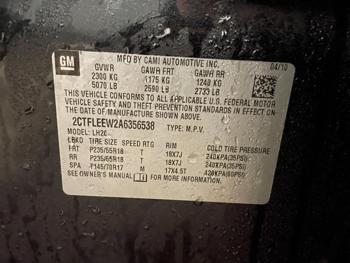 GM
MFD BY CAMI AUTOMOTIVE INC. 04/10
GVWR GAWR FRT GAWR RR
2300 KG 1175 KG 1240 KG
5070 LB 2590 LB 2733 LB
THIS VEHICLE CONFORMS TO ALL APPLICABLE U.S. FEDERAL MOTOR
VEHICLE SAFETY, BUMPER, AND THEFT PREVENTION STANDARDS IN EFFECT
ON THE DATE OF MANUFACTURE SHOWN ABOVE.
2CTFLEEW2A6356538 TYPE: M.P.V.
MODEL: LH26
TIRE SIZE SPEED RTG RIM COLD TIRE PRESSURE
FRT P235/55R18 T 18X7J 240KPA(35PSI)
RR P235/55R18 T 18X7J 240KPA(35PSI)
SPA T145/70R17 M 17X4.5T 420KPA(60PSI)
SEE OWNER'S MANUAL FOR ADDITIONAL INFORMATION.